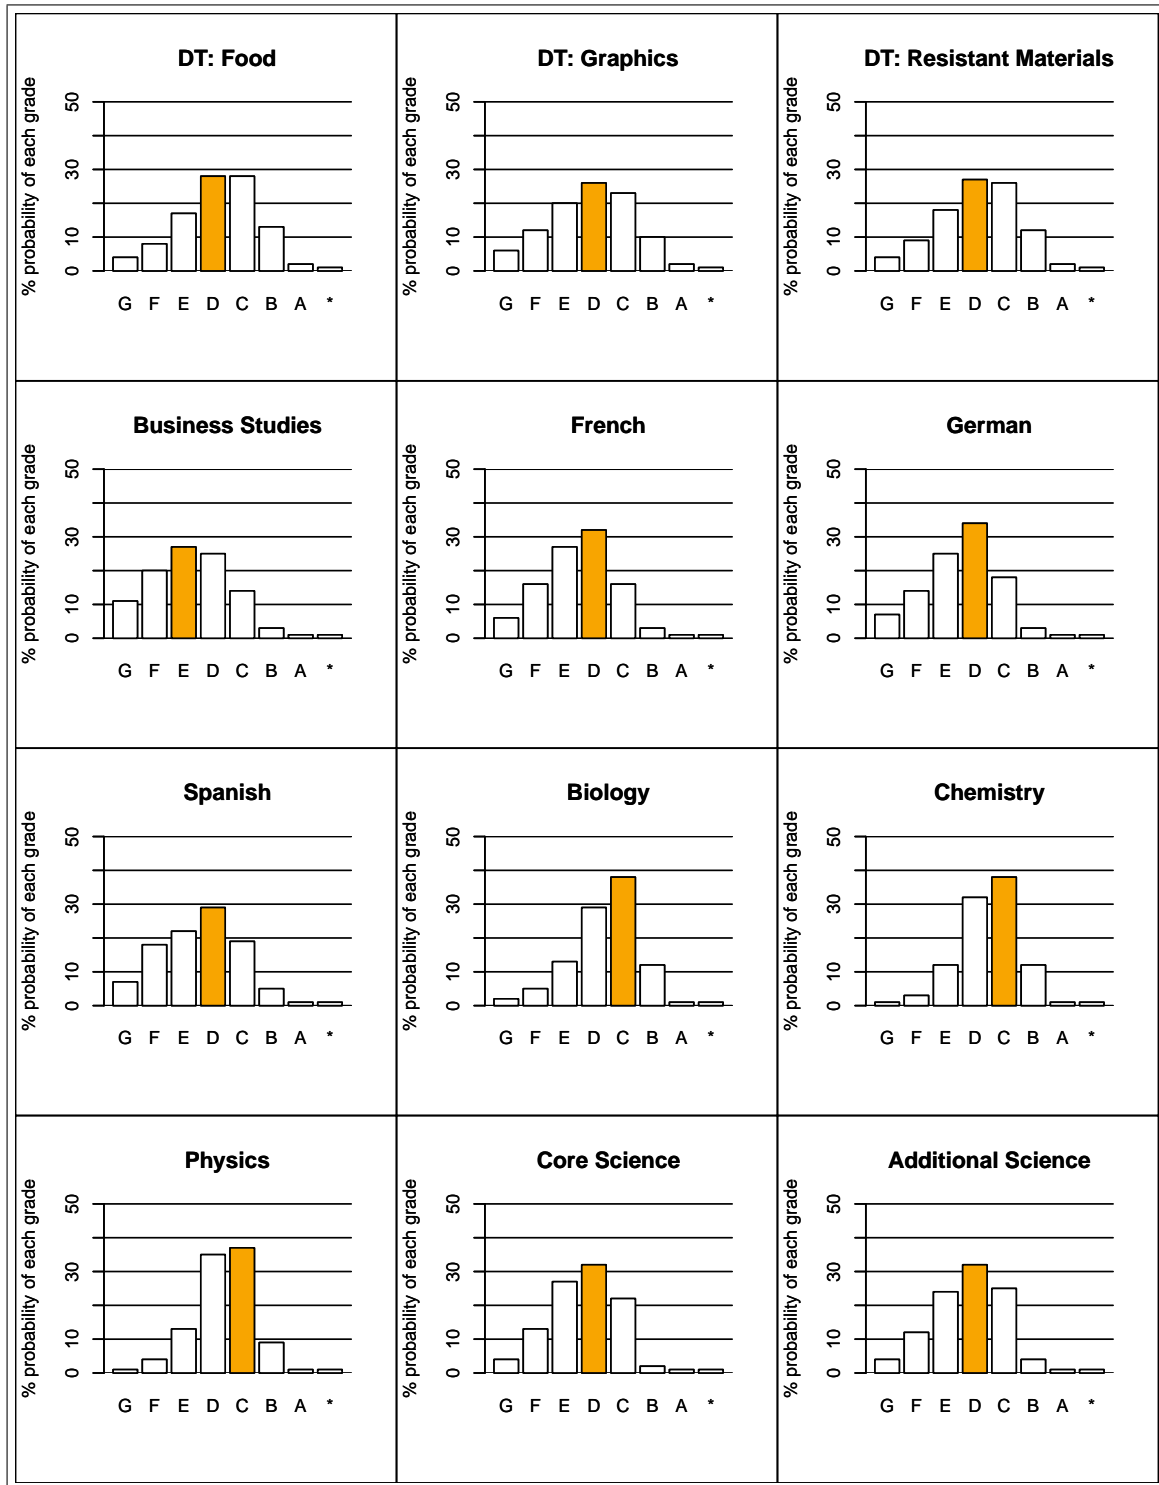 DT: Food
% probability of each grade
50
30
10
0
G F E D C B A *
DT: Graphics
% probability of each grade
50
30
10
0
G F E D C B A *
DT: Resistant Materials
% probability of each grade
50
30
10
0
G F E D C B A *
Business Studies
% probability of each grade
50
30
10
0
G F E D C B A *
French
% probability of each grade
50
30
10
0
G F E D C B A *
German
% probability of each grade
50
30
10
0
G F E D C B A *
Spanish
% probability of each grade
50
30
10
0
G F E D C B A *
Biology
% probability of each grade
50
30
10
0
G F E D C B A *
Chemistry
% probability of each grade
50
30
10
0
G F E D C B A *
Physics
% probability of each grade
50
30
10
0
G F E D C B A *
Core Science
% probability of each grade
50
30
10
0
G F E D C B A *
Additional Science
% probability of each grade
50
30
10
0
G F E D C B A *